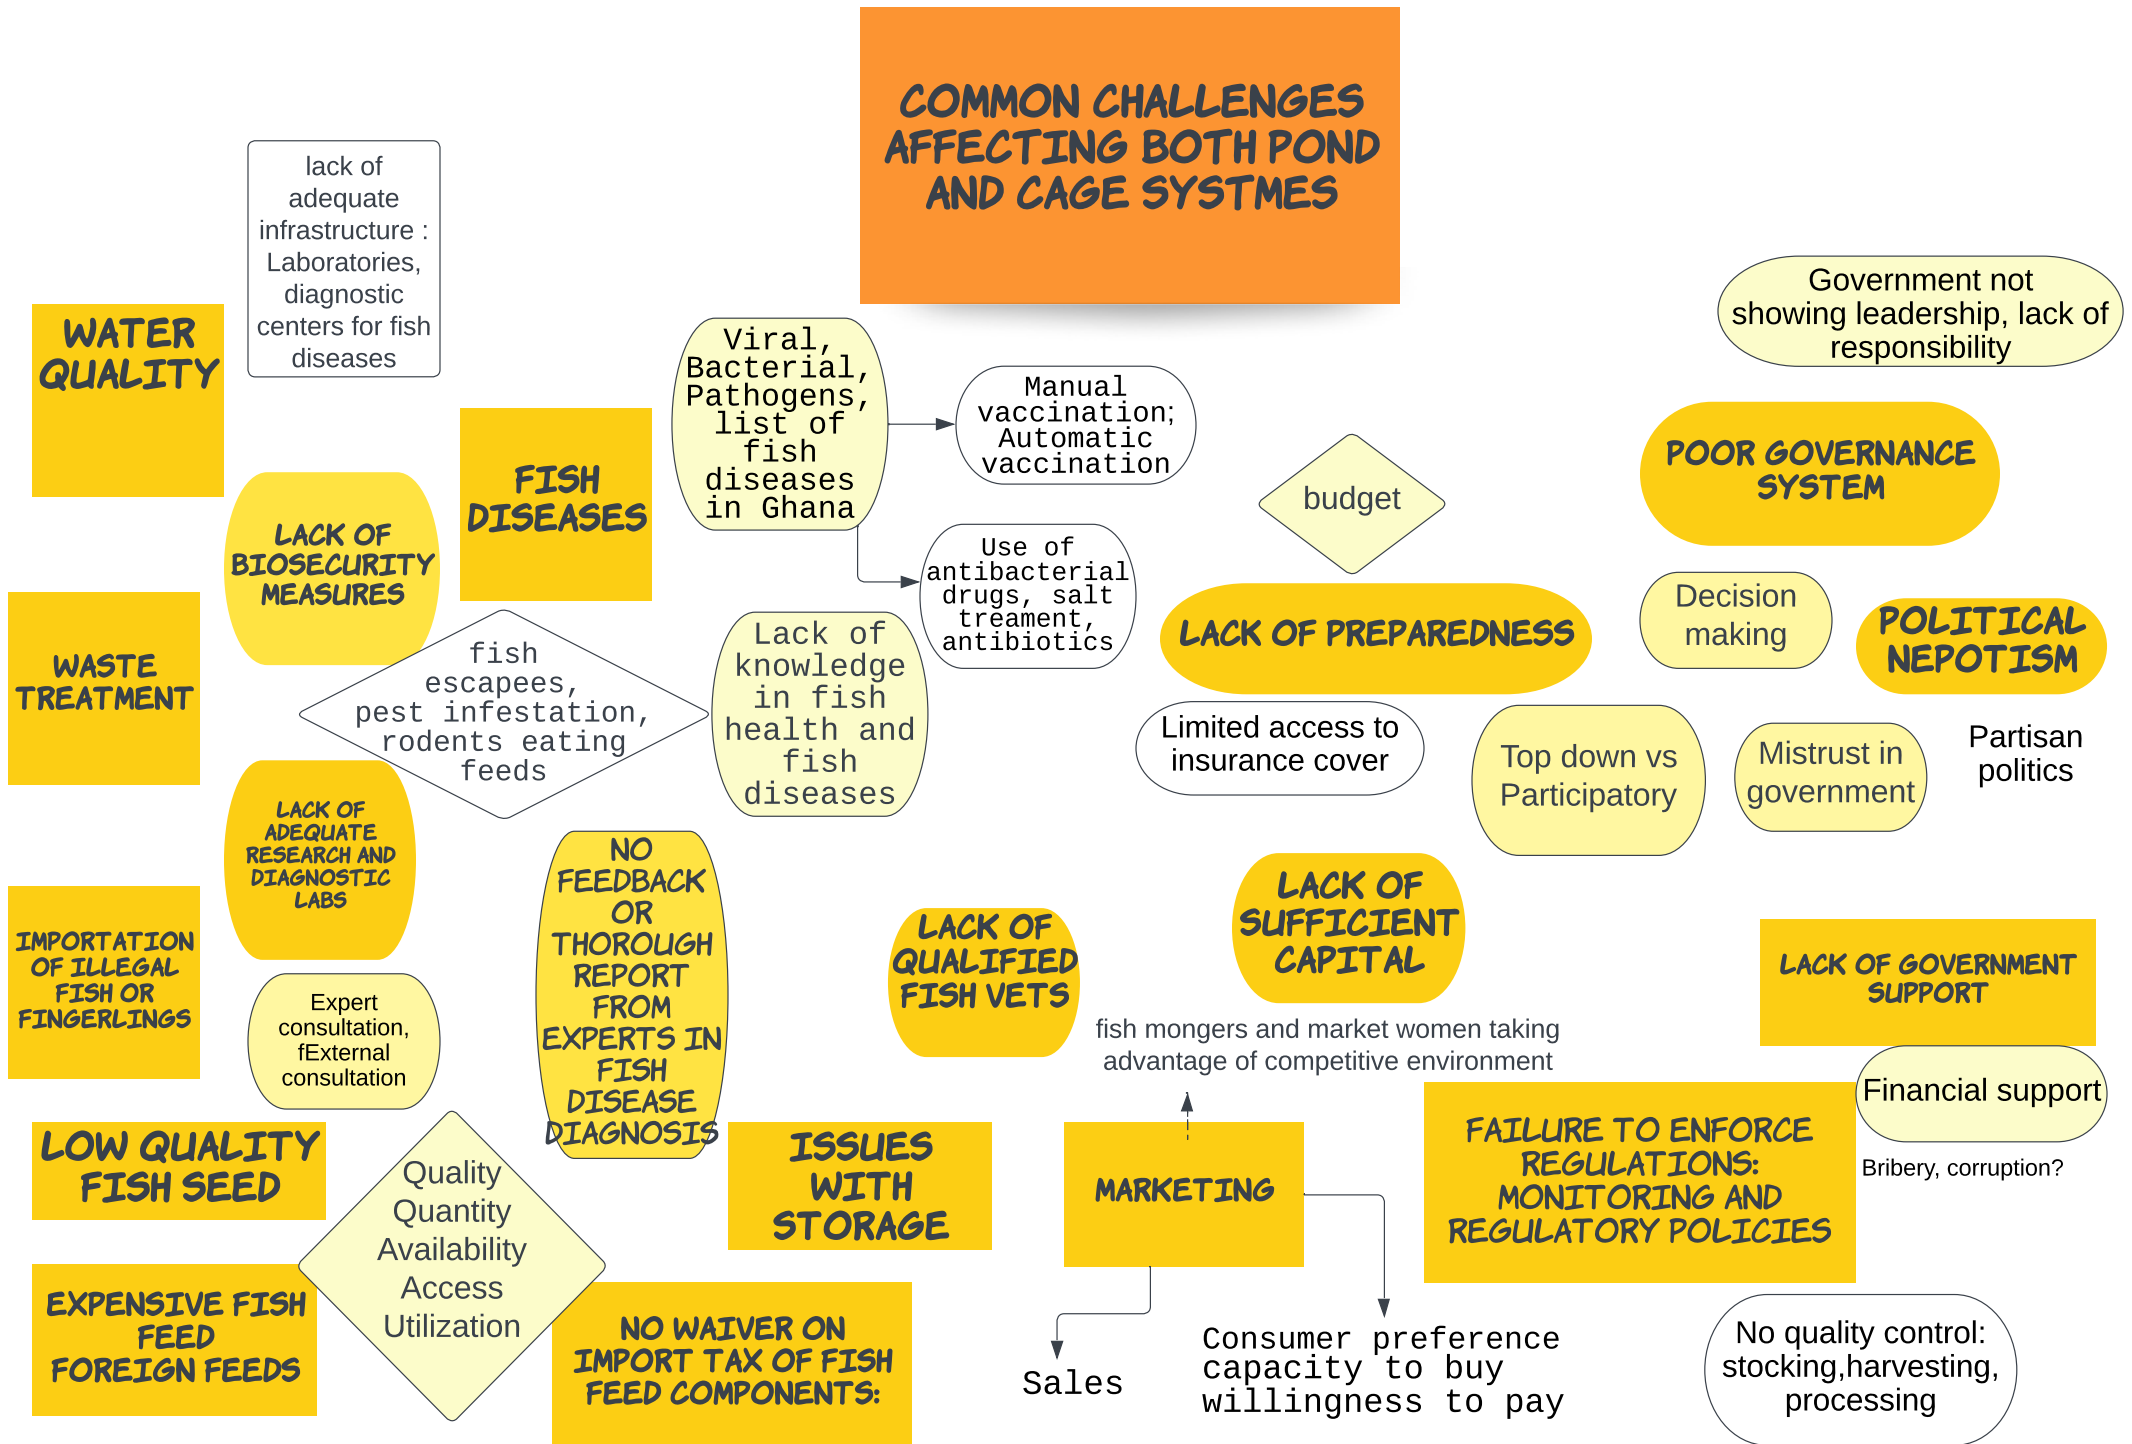 COMMON CHALLENGES
AFFECTING BOTH POND
AND CAGE SYSTMES
lack of
adequate
infrastructure :
Laboratories,
diagnostic
centers for fish
diseases
WATER
QUALITY
FISH
DISEASES
Viral,
Bacterial,
Pathogens,
list of
fish
diseases
in Ghana
Manual
vaccination;
Automatic
vaccination
Use of
antibacterial
drugs, salt
treament,
antibiotics
budget
Government not
showing leadership, lack of
responsibility
POOR GOVERNANCE
SYSTEM
LACK OF
BIOSECURITY
MEASURES
WASTE
TREATMENT
fish
escapees,
pest infestation,
rodents eating
feeds
Lack of
knowledge
in fish
health and
fish
diseases
LACK OF PREPAREDNESS
Decision
making
POLITICAL
NEPOTISM
Limited access to
insurance cover
Top down vs
Participatory
Mistrust in
government
Partisan
politics
LACK OF
ADEQUATE
RESEARCH AND
DIAGNOSTIC
LABS
NO
FEEDBACK
OR
THOROUGH
REPORT
FROM
EXPERTS IN
FISH
DISEASE
DIAGNOSIS
LACK OF
QUALIFIED
FISH VETS
LACK OF
SUFFICIENT
CAPITAL
IMPORTATION
OF ILLEGAL
FISH OR
FINGERLINGS
Expert
consultation,
fExternal
consultation
fish mongers and market women taking
advantage of competitive environment
LACK OF GOVERNMENT
SUPPORT
Financial support
Bribery, corruption?
LOW QUALITY
FISH SEED
Quality
Quantity
Availability
Access
Utilization
ISSUES
WITH
STORAGE
MARKETING
FAILURE TO ENFORCE
REGULATIONS:
MONITORING AND
REGULATORY POLICIES
EXPENSIVE FISH
FEED
FOREIGN FEEDS
NO WAIVER ON
IMPORT TAX OF FISH
FEED COMPONENTS:
Sales
Consumer preference
capacity to buy
willingness to pay
No quality control:
stocking,harvesting,
processing